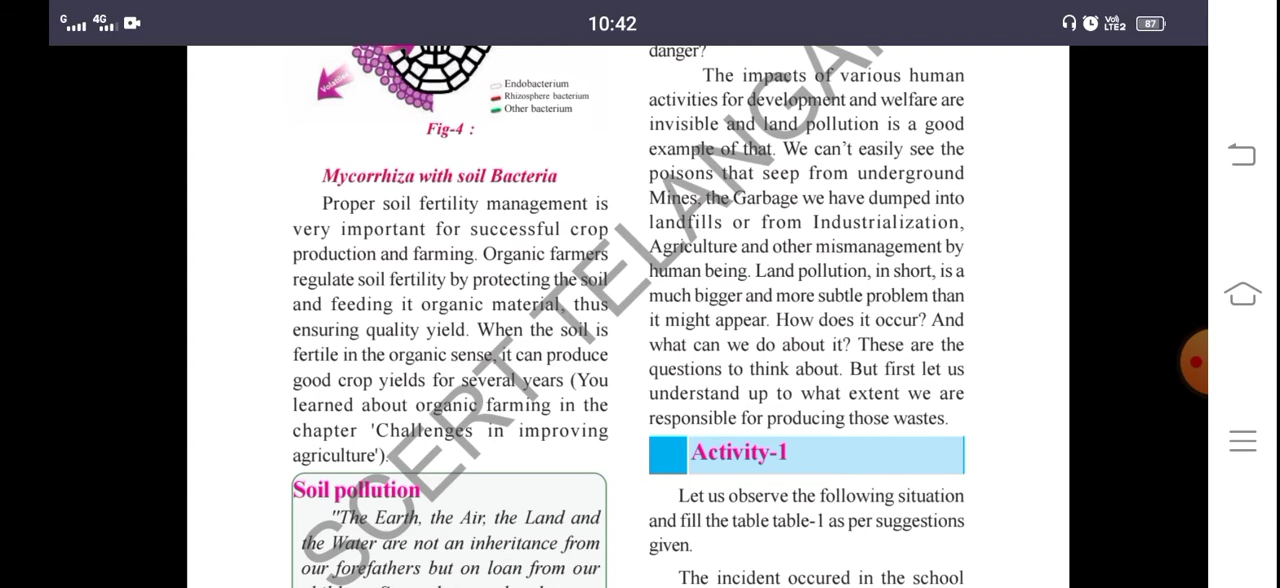 G 4G
10:42
Vo)) LTE2 87
Volatiles
Endobacterium
Rhizosphere bacterium
Other bacterium
Fig-4 :
Mycorrhiza with soil Bacteria
Proper soil fertility management is
very important for successful crop
production and farming. Organic farmers
regulate soil fertility by protecting the soil
and feeding it organic material, thus
ensuring quality yield. When the soil is
fertile in the organic sense, it can produce
good crop yields for several years (You
learned about organic farming in the
chapter 'Challenges in improving
agriculture').
Soil pollution
"The Earth, the Air, the Land and
the Water are not an inheritance from
our forefathers but on loan from our
danger?
The impacts of various human
activities for development and welfare are
invisible and land pollution is a good
example of that. We can't easily see the
poisons that seep from underground
Mines, the Garbage we have dumped into
landfills or from Industrialization,
Agriculture and other mismanagement by
human being. Land pollution, in short, is a
much bigger and more subtle problem than
it might appear. How does it occur? And
what can we do about it? These are the
questions to think about. But first let us
understand up to what extent we are
responsible for producing those wastes.
Activity-1
Let us observe the following situation
and fill the table table-1 as per suggestions
given.
The incident occured in the school
SCERT TELANGA